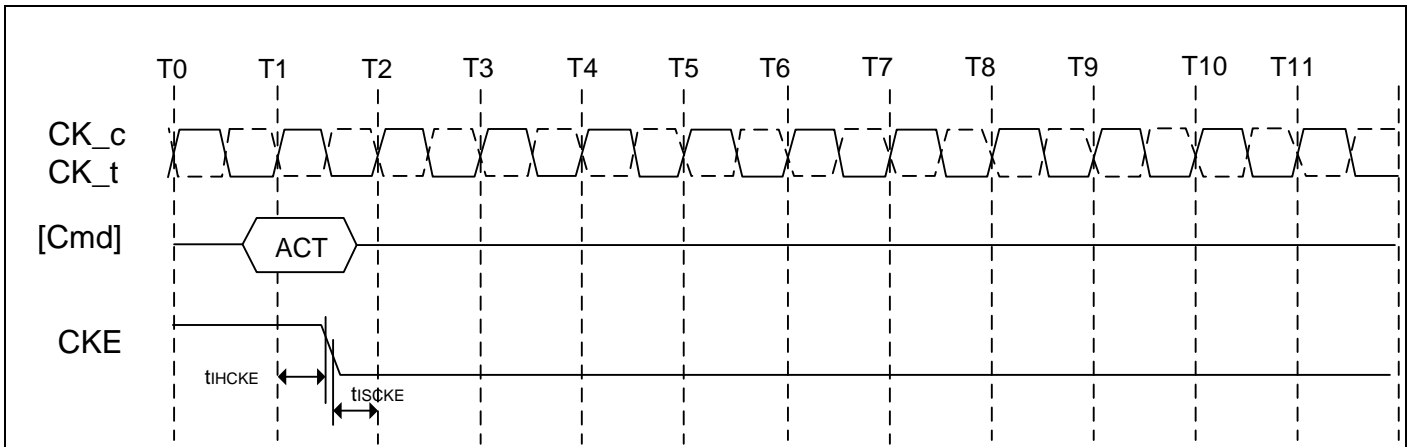 T0 T1 T2 T3 T4 T5 T6 T7 T8 T9 T10 T11
CK_c
CK_t
[Cmd] ACT
CKE
tIHCKE
tISCKE